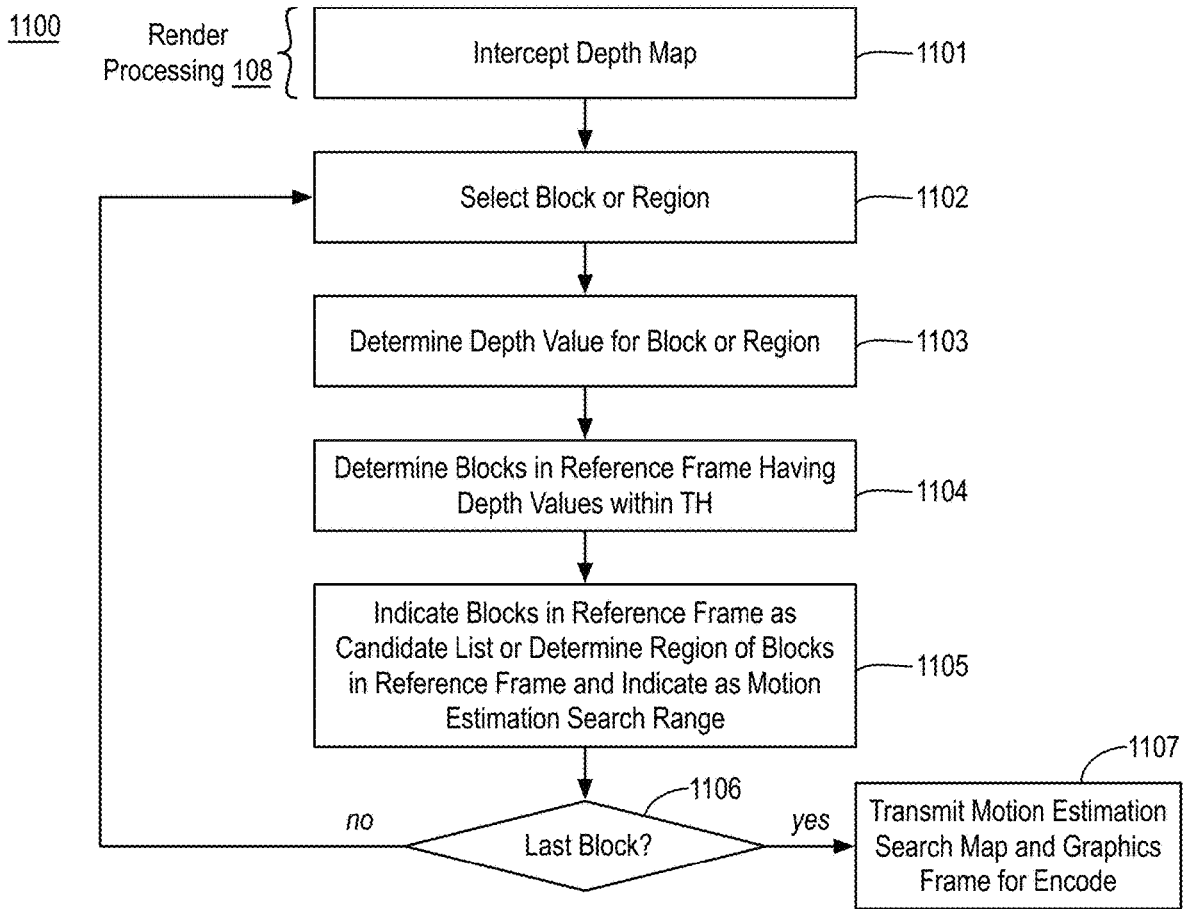 1100
Render
Processing 108
Intercept Depth Map
1101
Select Block or Region
1102
Determine Depth Value for Block or Region
1103
Determine Blocks in Reference Frame Having
Depth Values within TH
1104
Indicate Blocks in Reference Frame as
Candidate List or Determine Region of Blocks
in Reference Frame and Indicate as Motion
Estimation Search Range
1105
1106
no
Last Block?
yes
1107
Transmit Motion Estimation
Search Map and Graphics
Frame for Encode